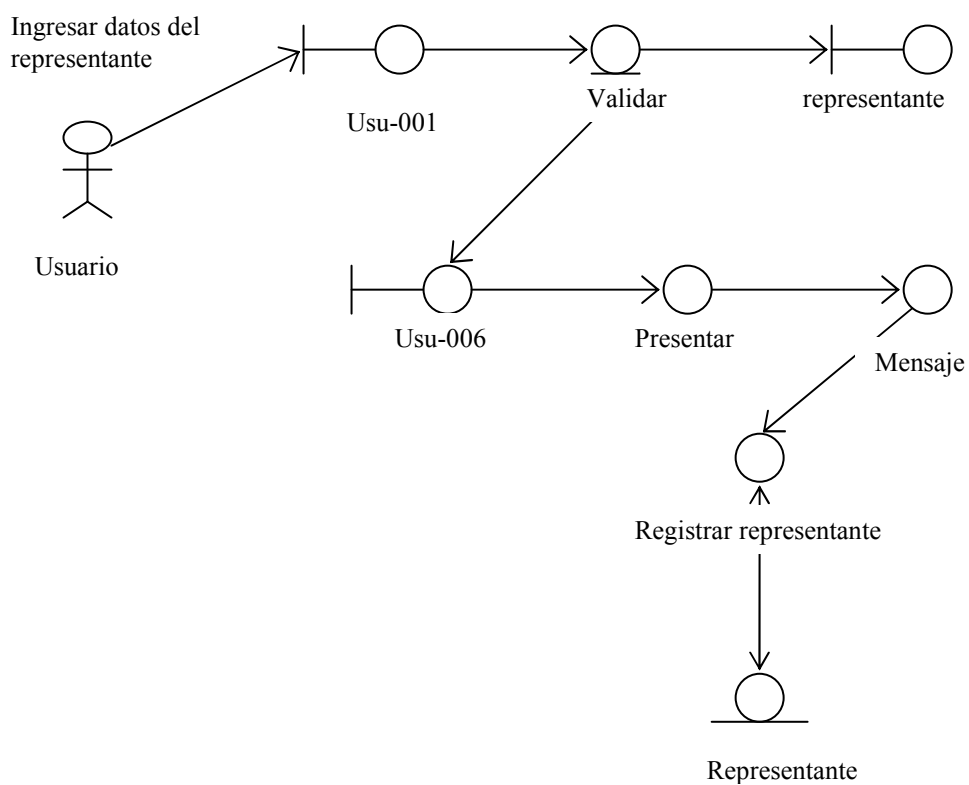 Ingresar datos del
representante
Usu-001
Validar
representante
Usuario
Usu-006
Presentar
Mensaje
Registrar representante
Representante